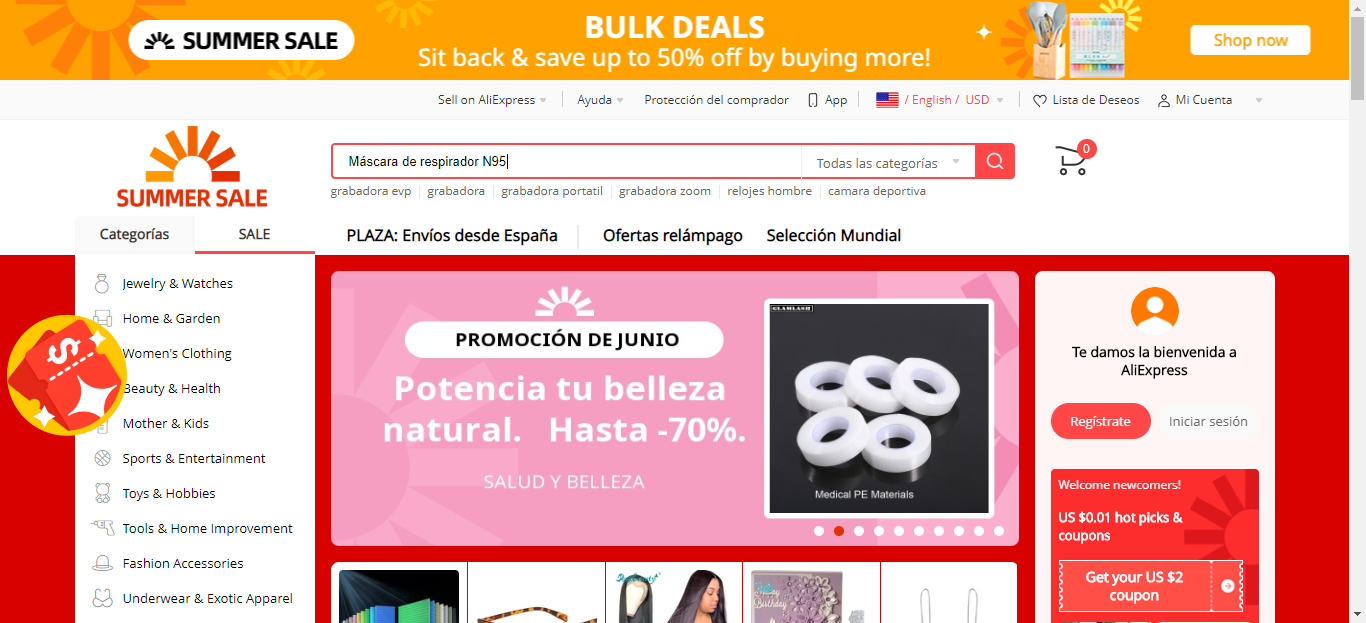 SUMMER SALE
BULK DEALS
Sit back & save up to 50% off by buying more!
Shop now
Sell on AliExpress
Ayuda
Protección del comprador
App
/ English / USD
Lista de Deseos
Mi Cuenta
SUMMER SALE
Máscara de respirador N95
Todas las categorías
0
grabadora evp
grabadora
grabadora portatil
grabadora zoom
relojes hombre
camara deportiva
Categorías
SALE
PLAZA: Envíos desde España
Ofertas relámpago
Selección Mundial
Jewelry & Watches
Home & Garden
Women's Clothing
Beauty & Health
Mother & Kids
Sports & Entertainment
Toys & Hobbies
Tools & Home Improvement
Fashion Accessories
Underwear & Exotic Apparel
$
PROMOCIÓN DE JUNIO
Potencia tu belleza
natural. Hasta -70%.
SALUD Y BELLEZA
GLAMLASH
Medical PE Materials
Te damos la bienvenida a
AliExpress
Regístrate
Iniciar sesión
Welcome newcomers!
US $0.01 hot picks &
coupons
Get your US $2
coupon
Happy
Birthday